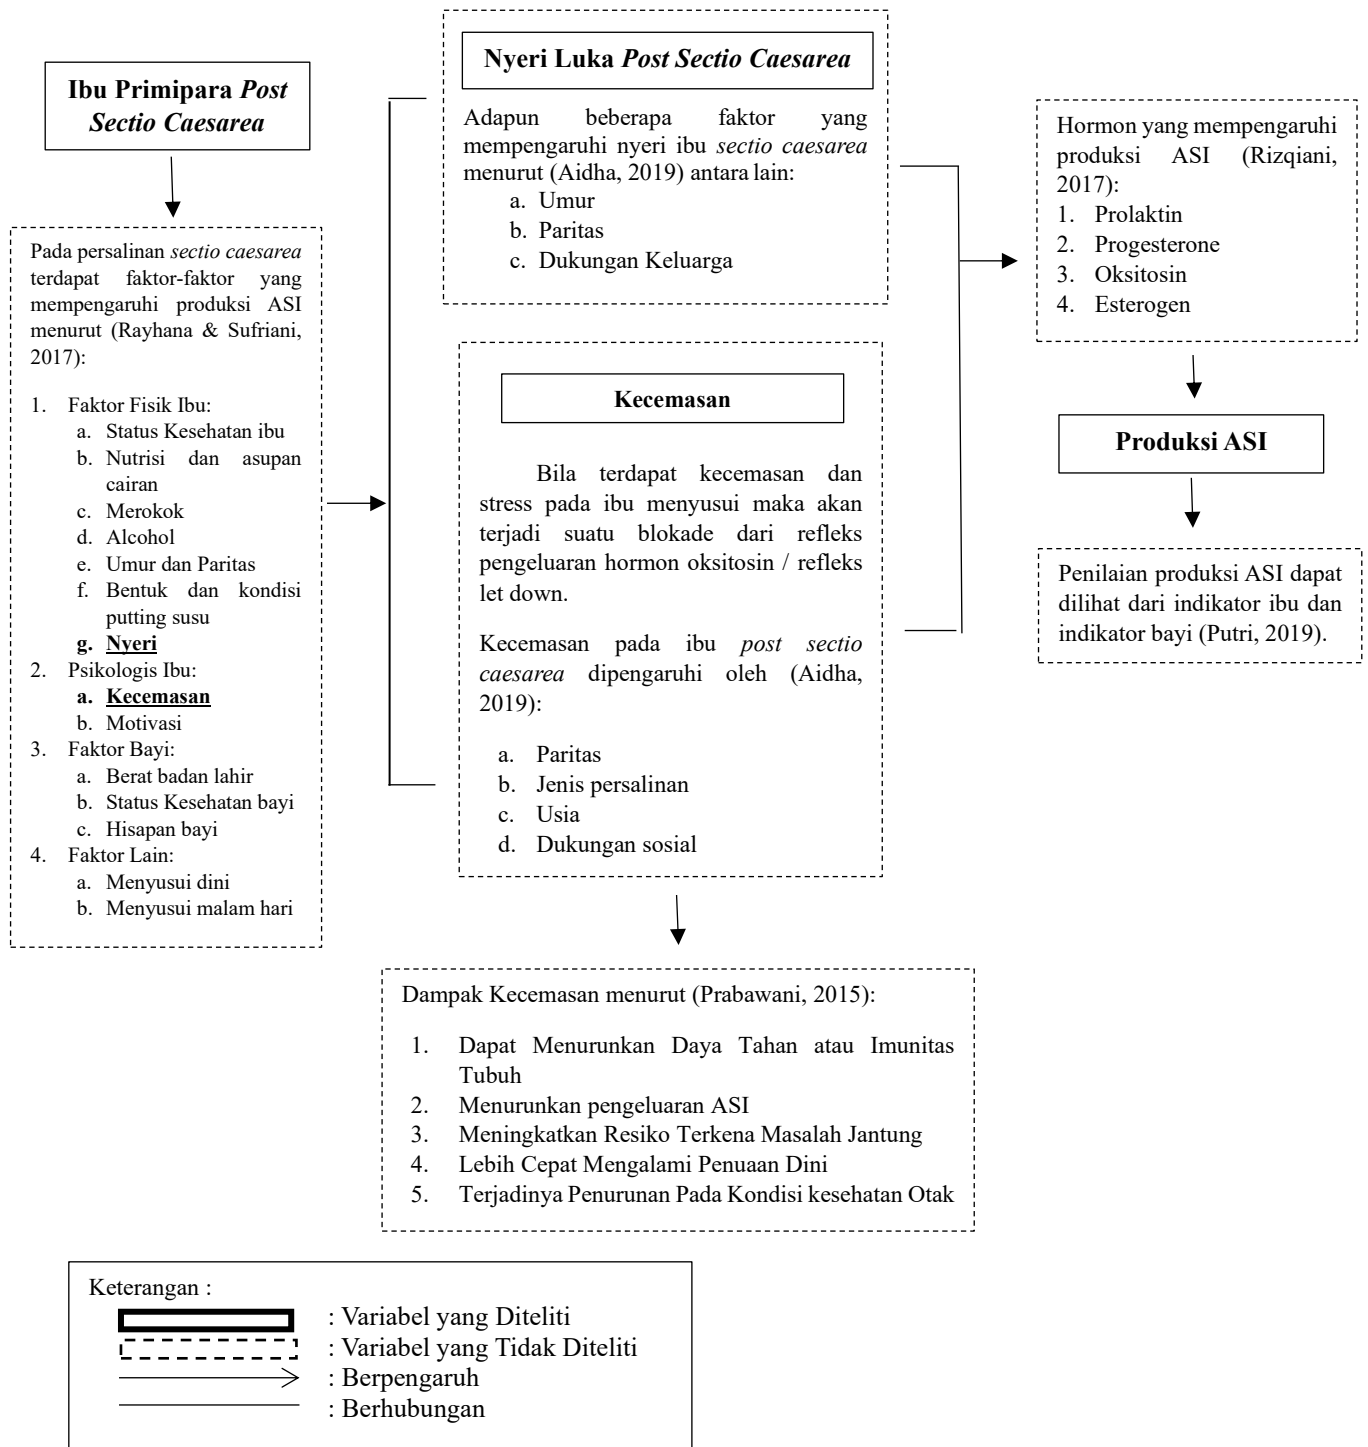 Ibu Primipara Post
Sectio Caesarea
Pada persalinan sectio caesarea
terdapat faktor-faktor yang
mempengaruhi produksi ASI
menurut (Rayhana & Sufriani,
2017):
1. Faktor Fisik Ibu:
a. Status Kesehatan ibu
b. Nutrisi dan asupan
cairan
c. Merokok
d. Alcohol
e. Umur dan Paritas
f. Bentuk dan kondisi
putting susu
g. Nyeri
2. Psikologis Ibu:
a. Kecemasan
b. Motivasi
3. Faktor Bayi:
a. Berat badan lahir
b. Status Kesehatan bayi
c. Hisapan bayi
4. Faktor Lain:
a. Menyusui dini
b. Menyusui malam hari
Nyeri Luka Post Sectio Caesarea
Adapun beberapa faktor yang
mempengaruhi nyeri ibu sectio caesarea
menurut (Aidha, 2019) antara lain:
a. Umur
b. Paritas
c. Dukungan Keluarga
Kecemasan
Bila terdapat kecemasan dan
stress pada ibu menyusui maka akan
terjadi suatu blokade dari refleks
pengeluaran hormon oksitosin / refleks
let down.
Kecemasan pada ibu post sectio
caesarea dipengaruhi oleh (Aidha,
2019):
a. Paritas
b. Jenis persalinan
c. Usia
d. Dukungan sosial
Hormon yang mempengaruhi
produksi ASI (Rizqiani,
2017):
1. Prolaktin
2. Progesterone
3. Oksitosin
4. Esterogen
Produksi ASI
Penilaian produksi ASI dapat
dilihat dari indikator ibu dan
indikator bayi (Putri, 2019).
Dampak Kecemasan menurut (Prabawani, 2015):
1. Dapat Menurunkan Daya Tahan atau Imunitas
Tubuh
2. Menurunkan pengeluaran ASI
3. Meningkatkan Resiko Terkena Masalah Jantung
4. Lebih Cepat Mengalami Penuaan Dini
5. Terjadinya Penurunan Pada Kondisi kesehatan Otak
Keterangan :
: Variabel yang Diteliti
: Variabel yang Tidak Diteliti
: Berpengaruh
: Berhubungan